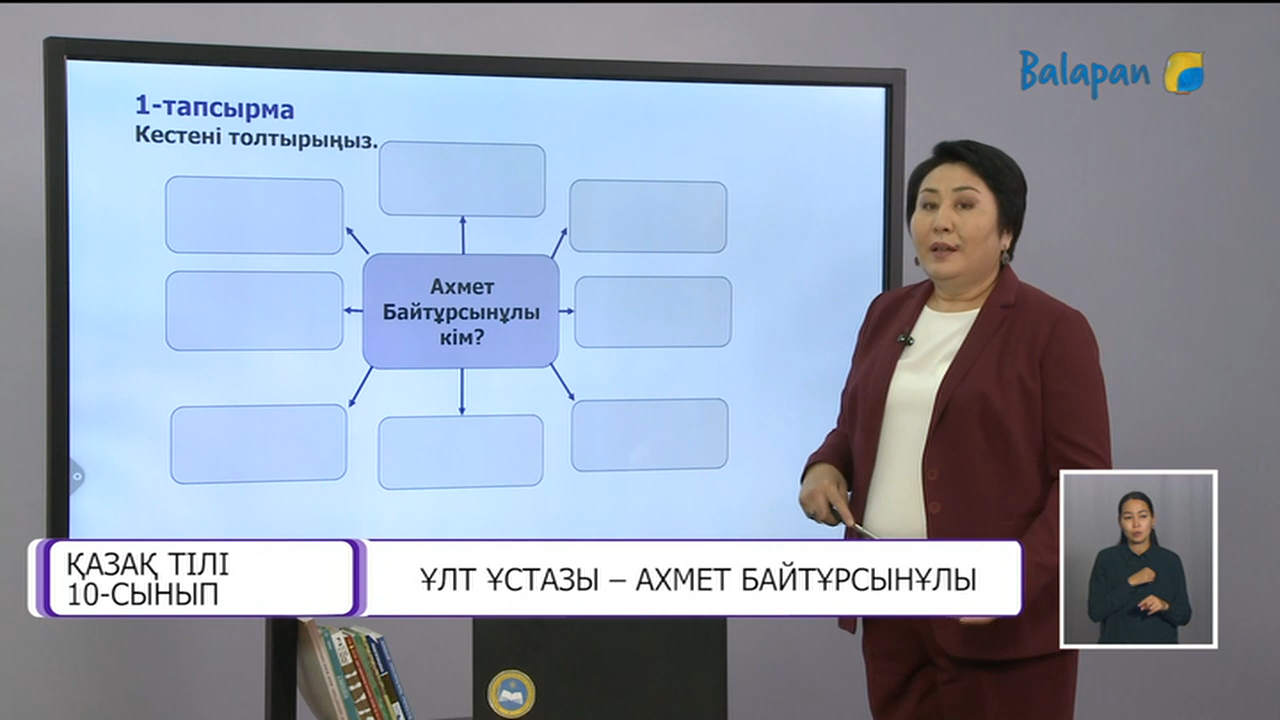 Balapan
1-тапсырма
Кестені толтырыңыз.
Ахмет
Байтұрсынұлы
кім?
ҚАЗАҚ ТІЛІ
10-СЫНЫП
ҰЛТ ҰСТАЗЫ – АХМЕТ БАЙТҰРСЫНҰЛЫ